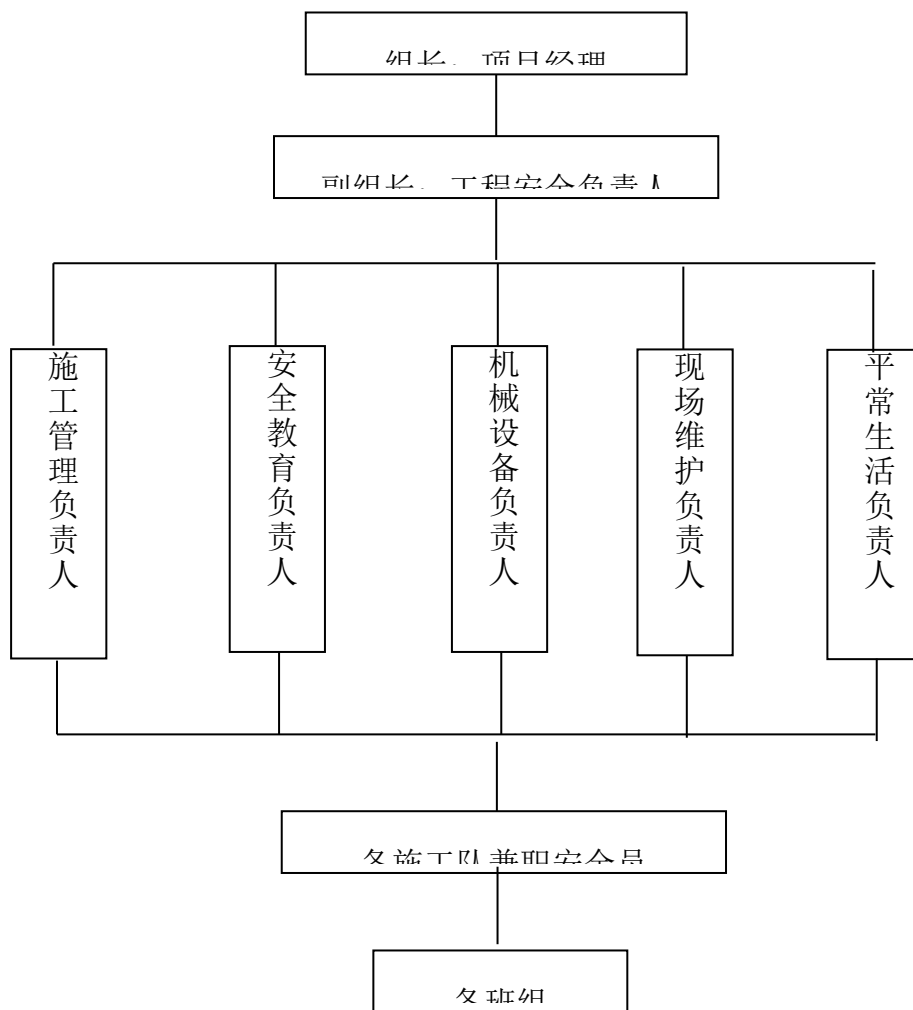 组长：项目经理
副组长：工程安全负责人
施工管理负责人
安全教育负责人
机械设备负责人
现场维护负责人
平常生活负责人
各施工队兼职安全员
各班组